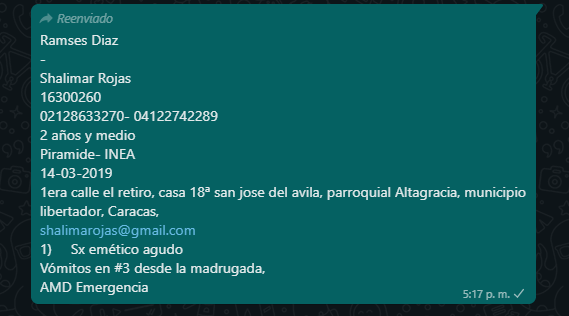 Reenviado
Ramses Diaz
-
Shalimar Rojas
16300260
02128633270- 04122742289
2 años y medio
Piramide- INEA
14-03-2019
1era calle el retiro, casa 18ª san jose del avila, parroquial Altagracia, municipio
libertador, Caracas,
shalimarojas@gmail.com
1) Sx emético agudo
Vómitos en #3 desde la madrugada,
AMD Emergencia
5:17 p. m.